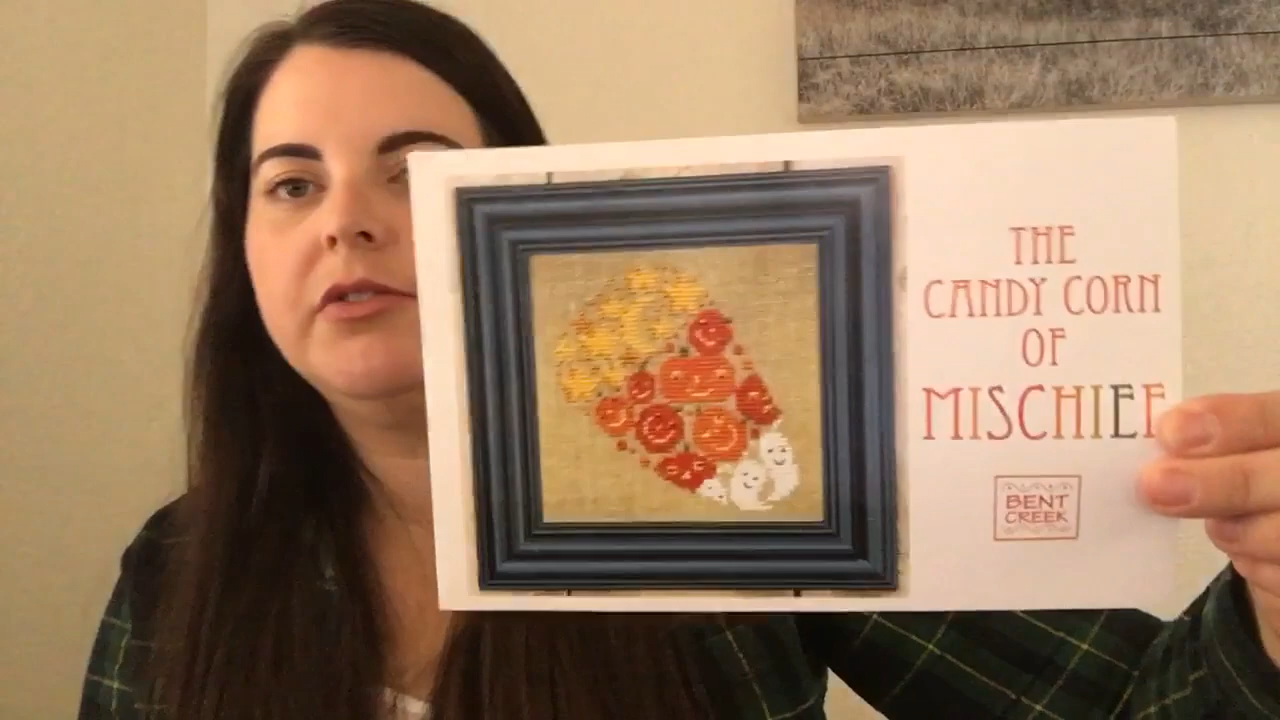 THE
CANDY CORN
OF
MISCHIEF
BENT
CREEK